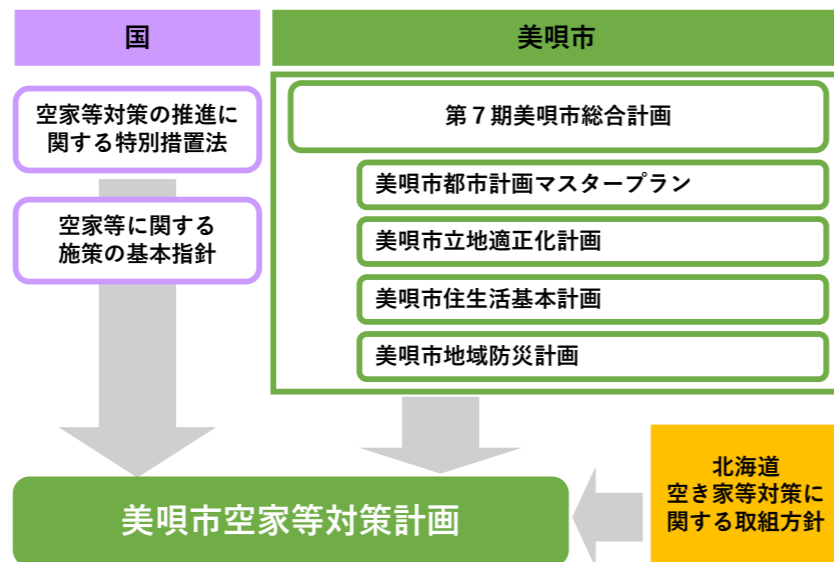 国
空家等対策の推進に
関する特別措置法
空家等に関する
施策の基本指針
美唄市
第７期美唄市総合計画
美唄市都市計画マスタープラン
美唄市立地適正化計画
美唄市住生活基本計画
美唄市地域防災計画
北海道
空き家等対策に
関する取組方針
美唄市空家等対策計画